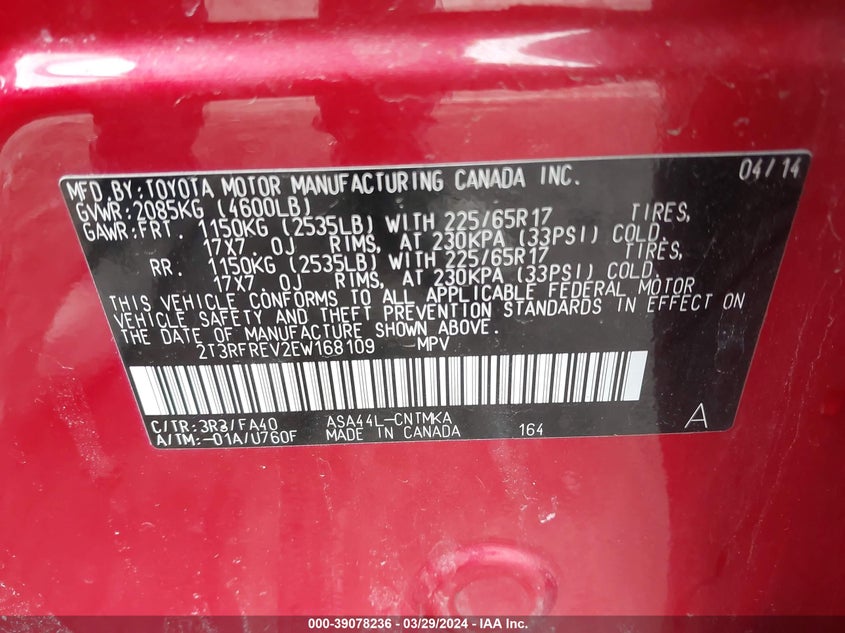 MFD.BY:TOYOTA MOTOR MANUFACTURING CANADA INC. 04/14
GVWR:2085KG (4600LB)
GAWR:FRT. 1150KG (2535LB) WITH 225/65R17 TIRES,
17X7.0J RIMS, AT 230KPA (33PSI) COLD.
RR. 1150KG (2535LB) WITH 225/65R17 TIRES,
17X7.0J RIMS, AT 230KPA (33PSI) COLD.
THIS VEHICLE CONFORMS TO ALL APPLICABLE FEDERAL MOTOR
VEHICLE SAFETY AND THEFT PREVENTION STANDARDS IN EFFECT ON
THE DATE OF MANUFACTURE SHOWN ABOVE.
2T3RFREV2EW168109 MPV
C/TR:3R3/FA40 ASA44L-CNTMKA
A/TM:-01A/U760F MADE IN CANADA 164 A
000-39078236 - 03/29/2024 - IAA Inc.